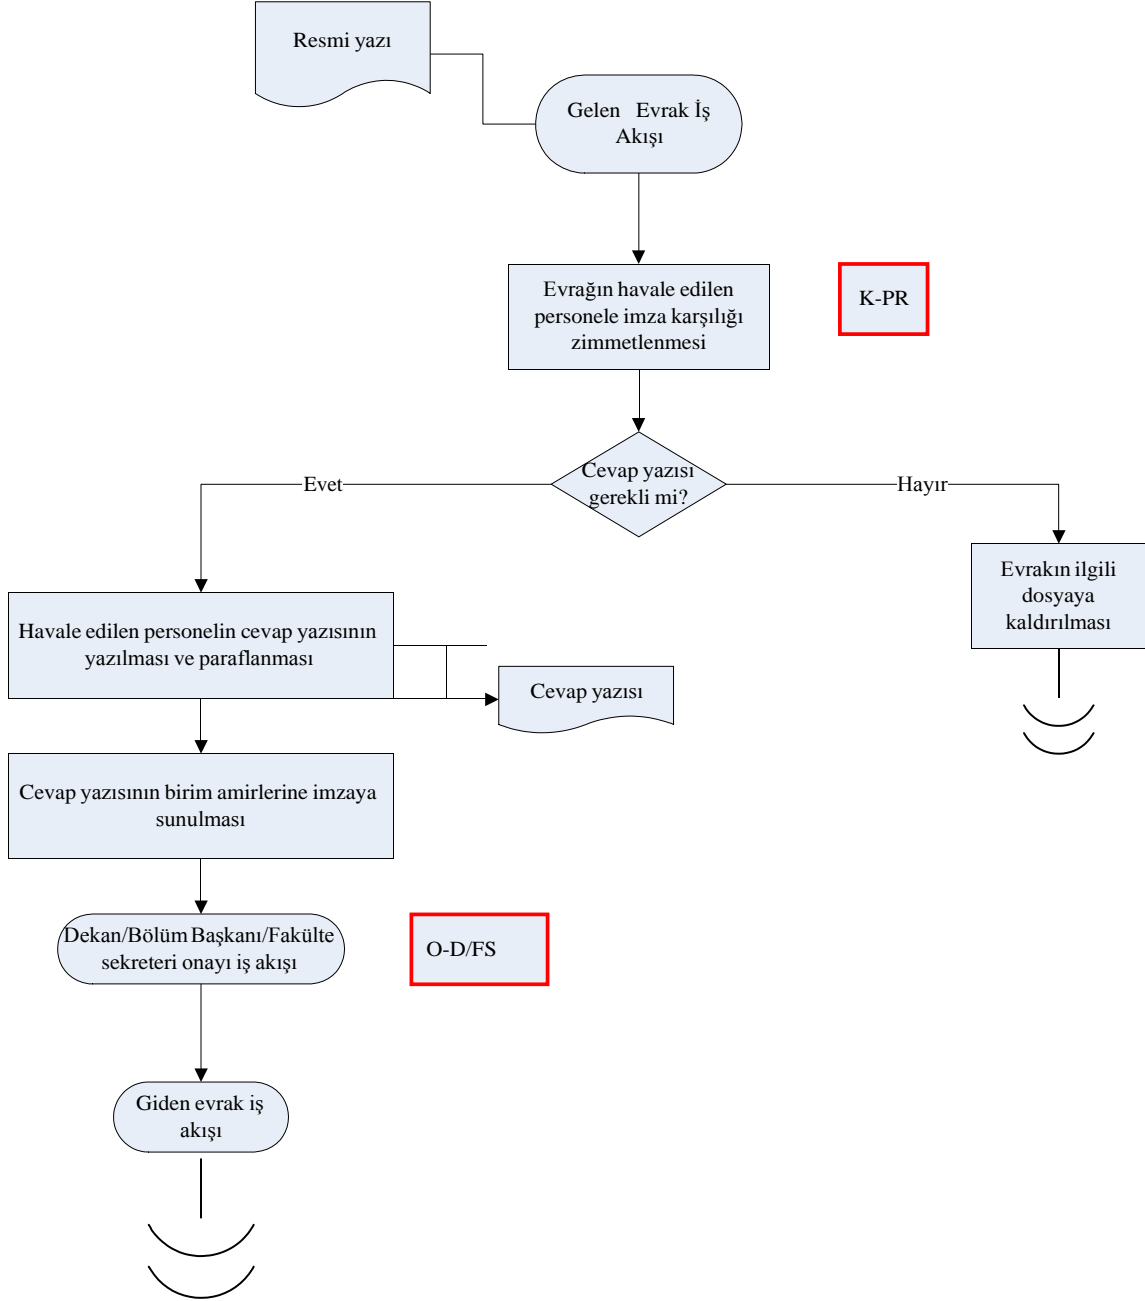 Resmi yazı
Gelen Evrak İş
Akışı
Evrağın havale edilen
personele imza karşılığı
zimmetlenmesi
K-PR
Cevap yazısı
gerekli mi?
Evet
Hayır
Evrakın ilgili
dosyaya
kaldırılması
Havale edilen personelin cevap yazısının
yazılması ve paraflanması
Cevap yazısı
Cevap yazısının birim amirlerine imzaya
sunulması
Dekan/Bölüm Başkanı/Fakülte
sekreteri onayı iş akışı
O-D/FS
Giden evrak iş
akışı